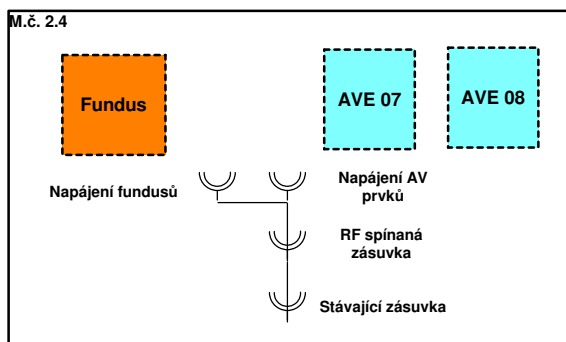 M.č. 2.4
Fundus
AVE 07
AVE 08
Napájení fundusů
Napájení AV
prvků
RF spínaná
zásuvka
Stávající zásuvka